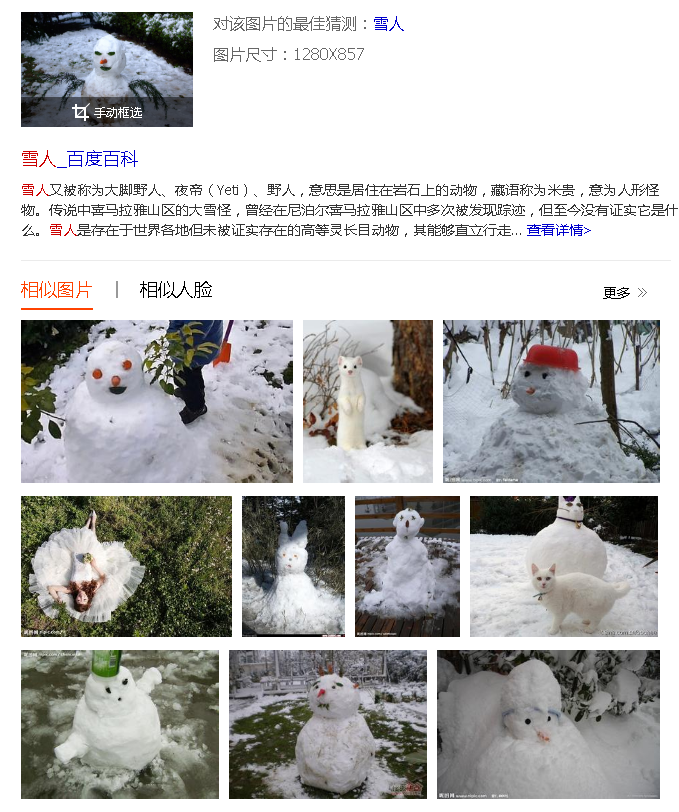 对该图片的最佳猜测：雪人
图片尺寸：1280X857
手动框选
雪人_百度百科
雪人又被称为大脚野人、夜帝（Yeti）、野人，意思是居住在岩石上的动物，藏语称为米贵，意为人形怪
物。传说中喜马拉雅山区的大雪怪，曾经在尼泊尔喜马拉雅山区中多次被发现踪迹，但至今没有证实它是什
么。雪人是存在于世界各地但未被证实存在的高等灵长目动物，其能够直立行走... 查看详情>
相似图片 | 相似人脸
更多 »